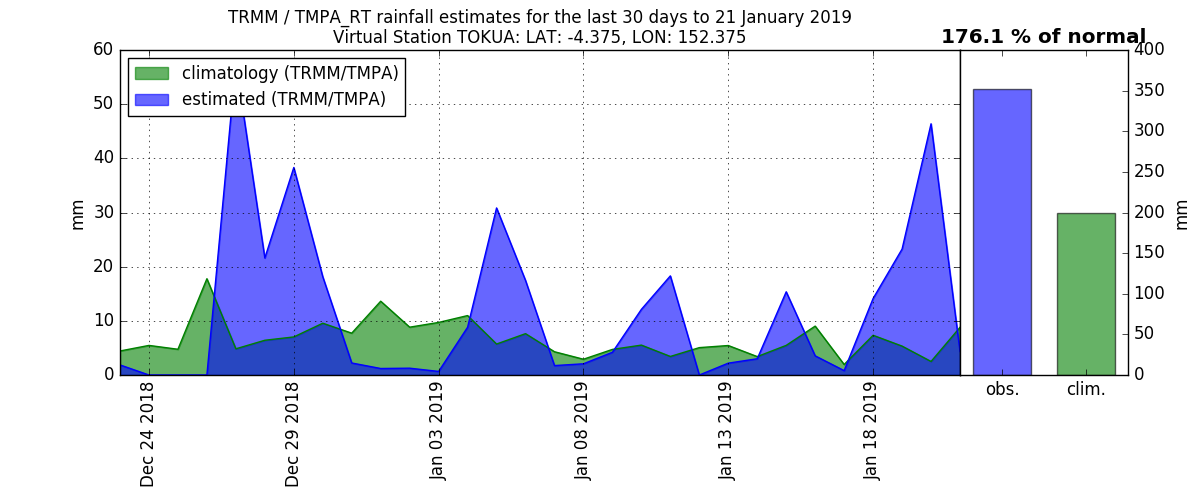 TRMM / TMPA_RT rainfall estimates for the last 30 days to 21 January 2019
Virtual Station TOKUA: LAT: -4.375, LON: 152.375
176.1 % of normal
climatology (TRMM/TMPA)
estimated (TRMM/TMPA)
mm
60
50
40
30
20
10
0
Dec 24 2018
Dec 29 2018
Jan 03 2019
Jan 08 2019
Jan 13 2019
Jan 18 2019
400
350
300
250
200
150
100
50
0
mm
obs.
clim.